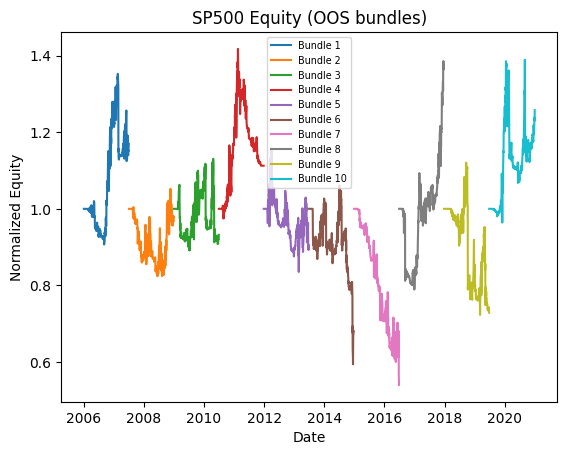 SP500 Equity (OOS bundles)
1.4
1.2
1.0
0.8
0.6
Normalized Equity
Bundle 1
Bundle 2
Bundle 3
Bundle 4
Bundle 5
Bundle 6
Bundle 7
Bundle 8
Bundle 9
Bundle 10
2006 2008 2010 2012 2014 2016 2018 2020
Date